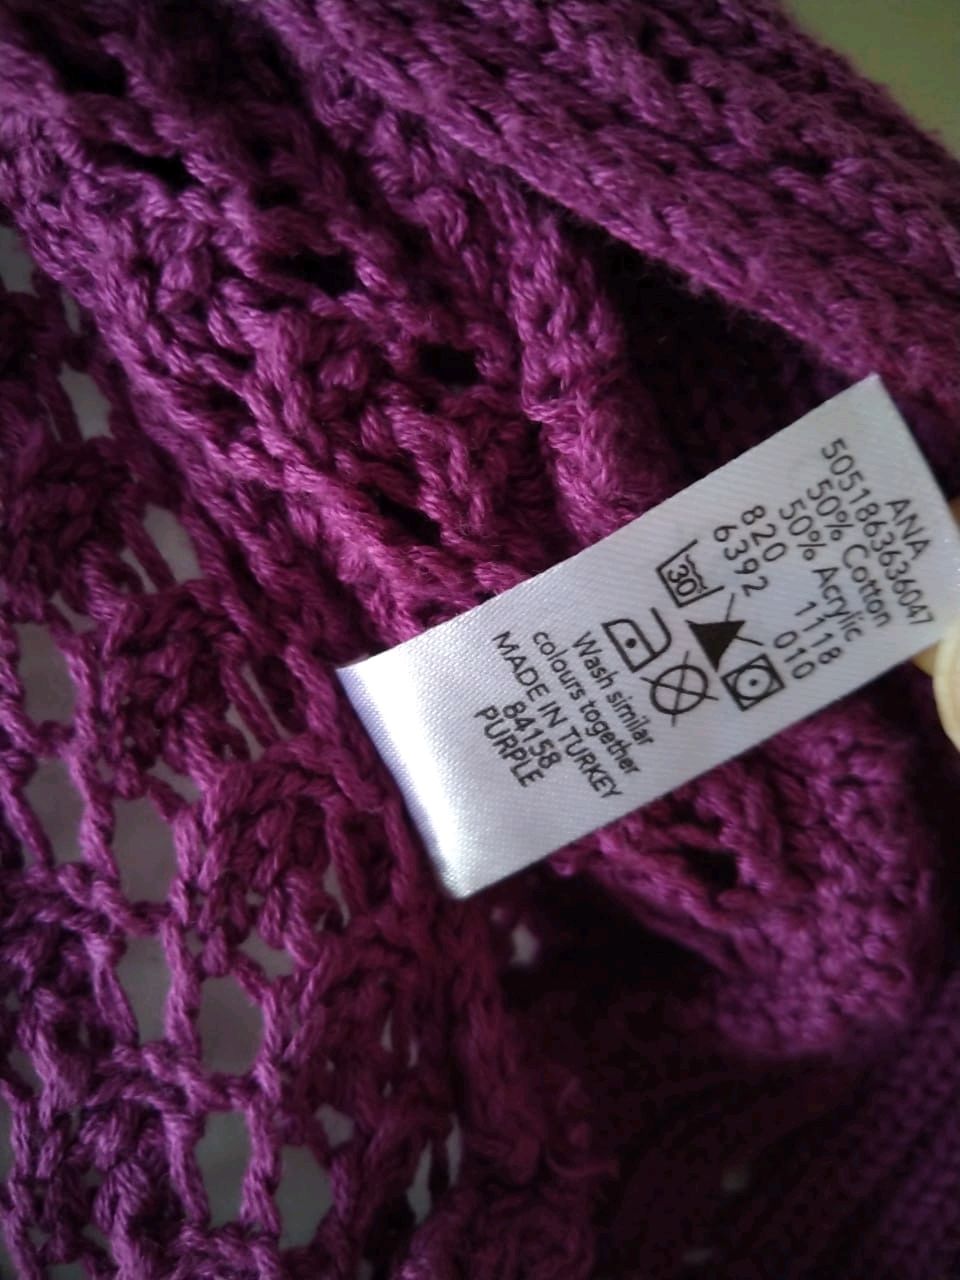 ANA
5051863636047
50% Cotton
50% Acrylic
820 1118
6392 010
30
Wash similar
colours together
MADE IN TURKEY
84158
PURPLE